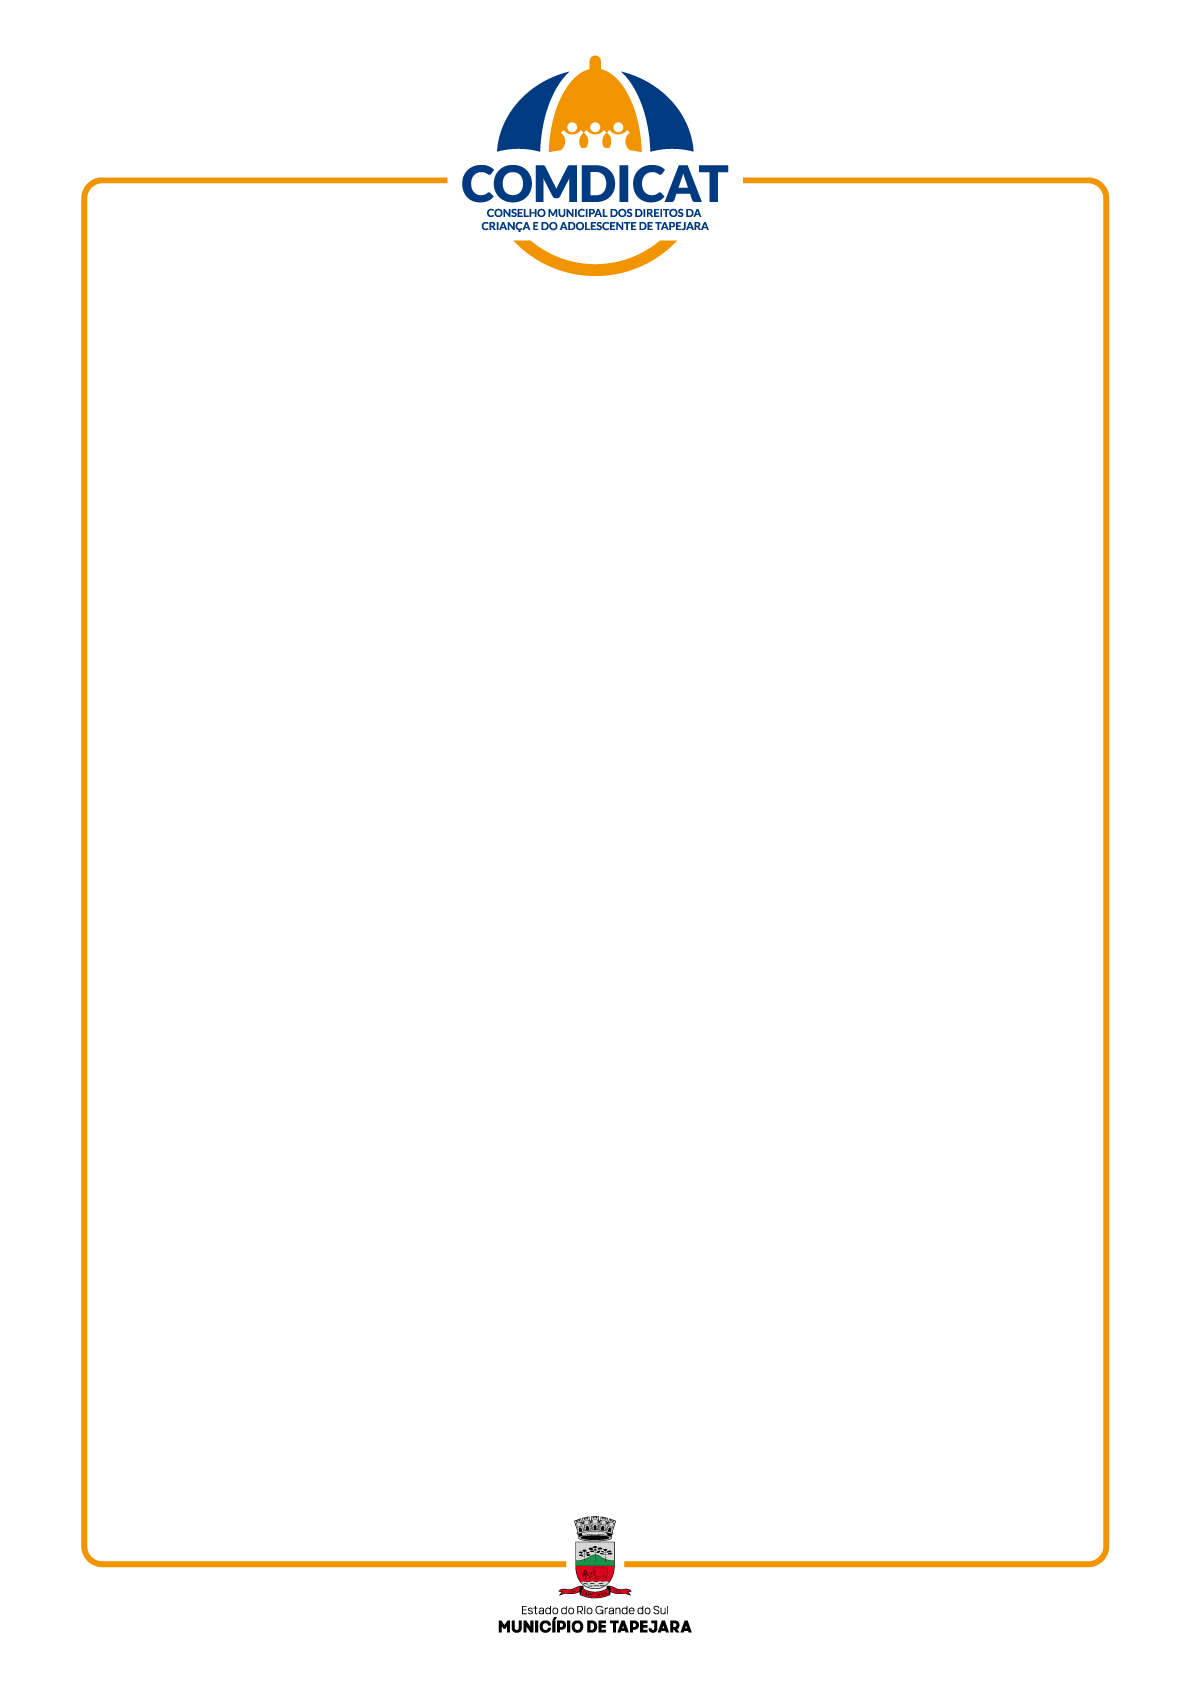 COMDICAT
CONSELHO MUNICIPAL DOS DIREITOS DA
CRIANÇA E DO ADOLESCENTE DE TAPEJARA
Estado do Rio Grande do Sul
MUNICÍPIO DE TAPEJARA